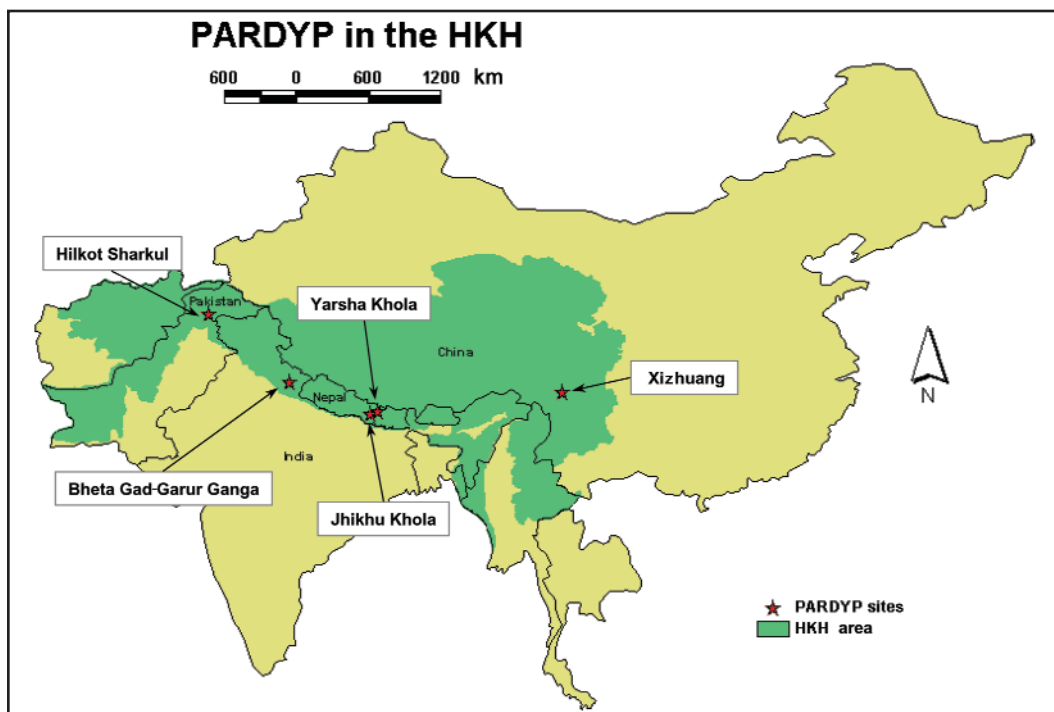 PARDYP in the HKH
600 0 600 1200 km
Hilkot Sharkul
Pakistan
Yarsha Khola
China
Xizhuang
Nepal
N
India
Bheta Gad-Garur Ganga
Jhikhu Khola
PARDYP sites
HKH area